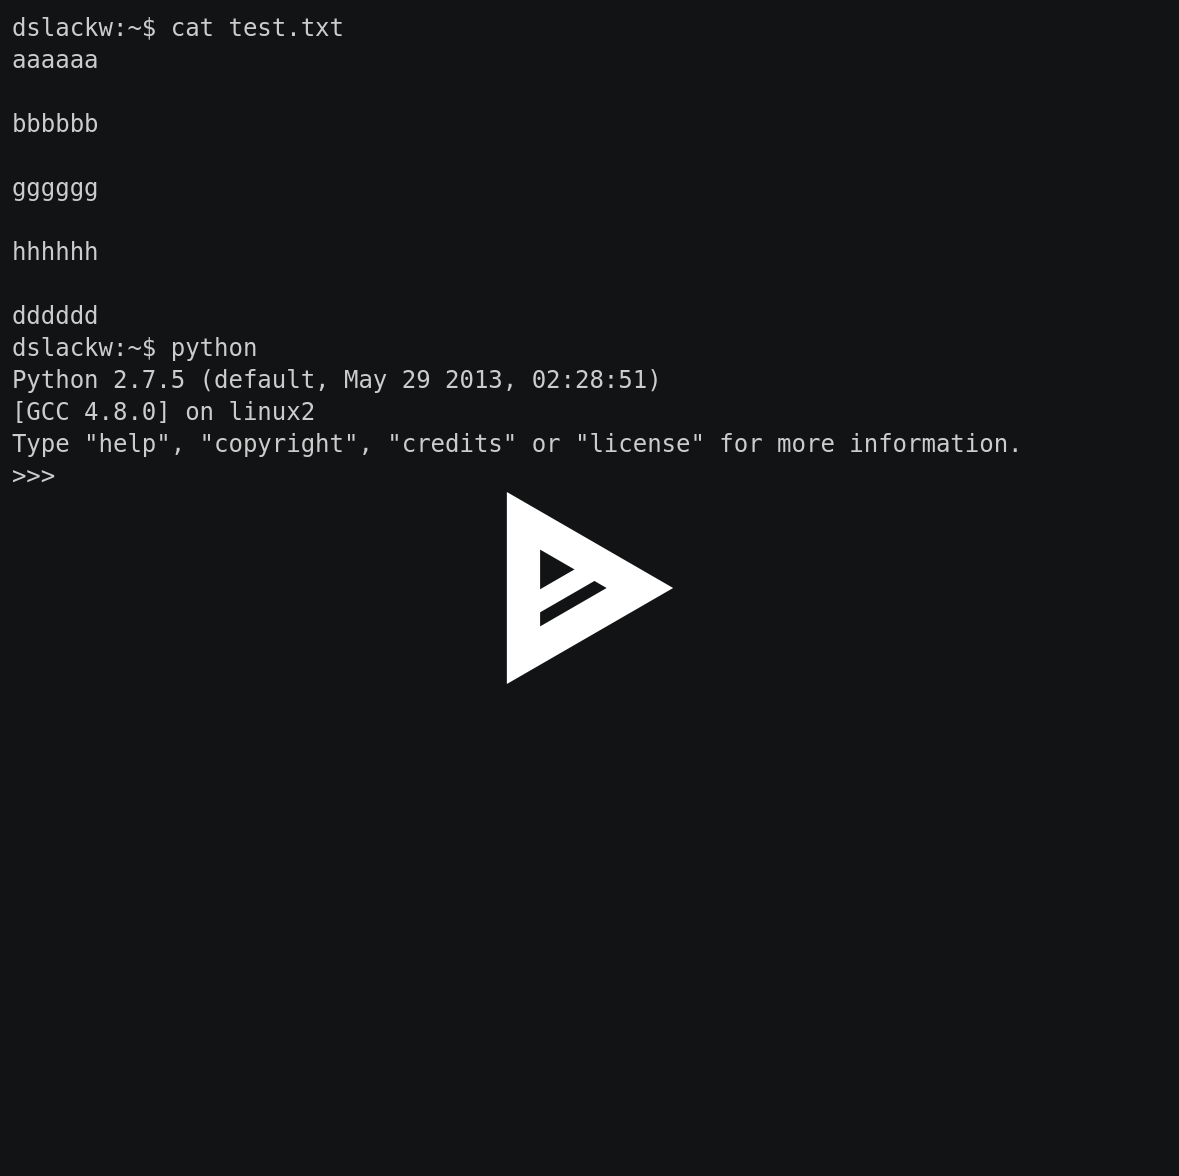 dslackw:~$ cat test.txt
aaaaaa
bbbbbb
gggggg
hhhhhh
dddddd
dslackw:~$ python
Python 2.7.5 (default, May 29 2013, 02:28:51)
[GCC 4.8.0] on linux2
Type "help", "copyright", "credits" or "license" for more information.
>>>